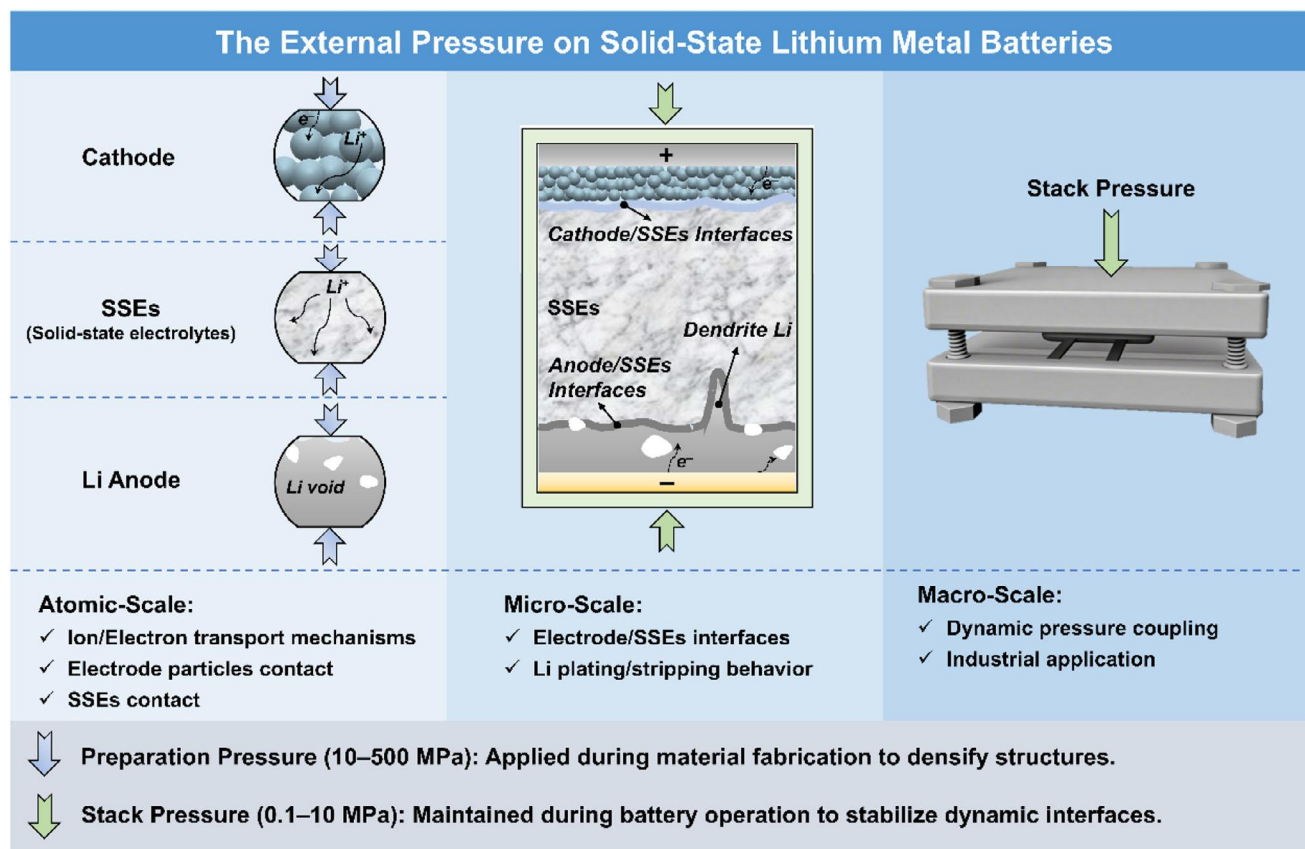 The External Pressure on Solid-State Lithium Metal Batteries
Cathode
e⁻
Li⁺
SSEs
(Solid-state electrolytes)
Li⁺
Li Anode
Li void
+
e⁻
Cathode/SSEs Interfaces
SSEs
Dendrite Li
Anode/SSEs
Interfaces
e⁻
−
Stack Pressure
Atomic-Scale:
✓ Ion/Electron transport mechanisms
✓ Electrode particles contact
✓ SSEs contact
Micro-Scale:
✓ Electrode/SSEs interfaces
✓ Li plating/stripping behavior
Macro-Scale:
✓ Dynamic pressure coupling
✓ Industrial application
Preparation Pressure (10–500 MPa): Applied during material fabrication to densify structures.
Stack Pressure (0.1–10 MPa): Maintained during battery operation to stabilize dynamic interfaces.